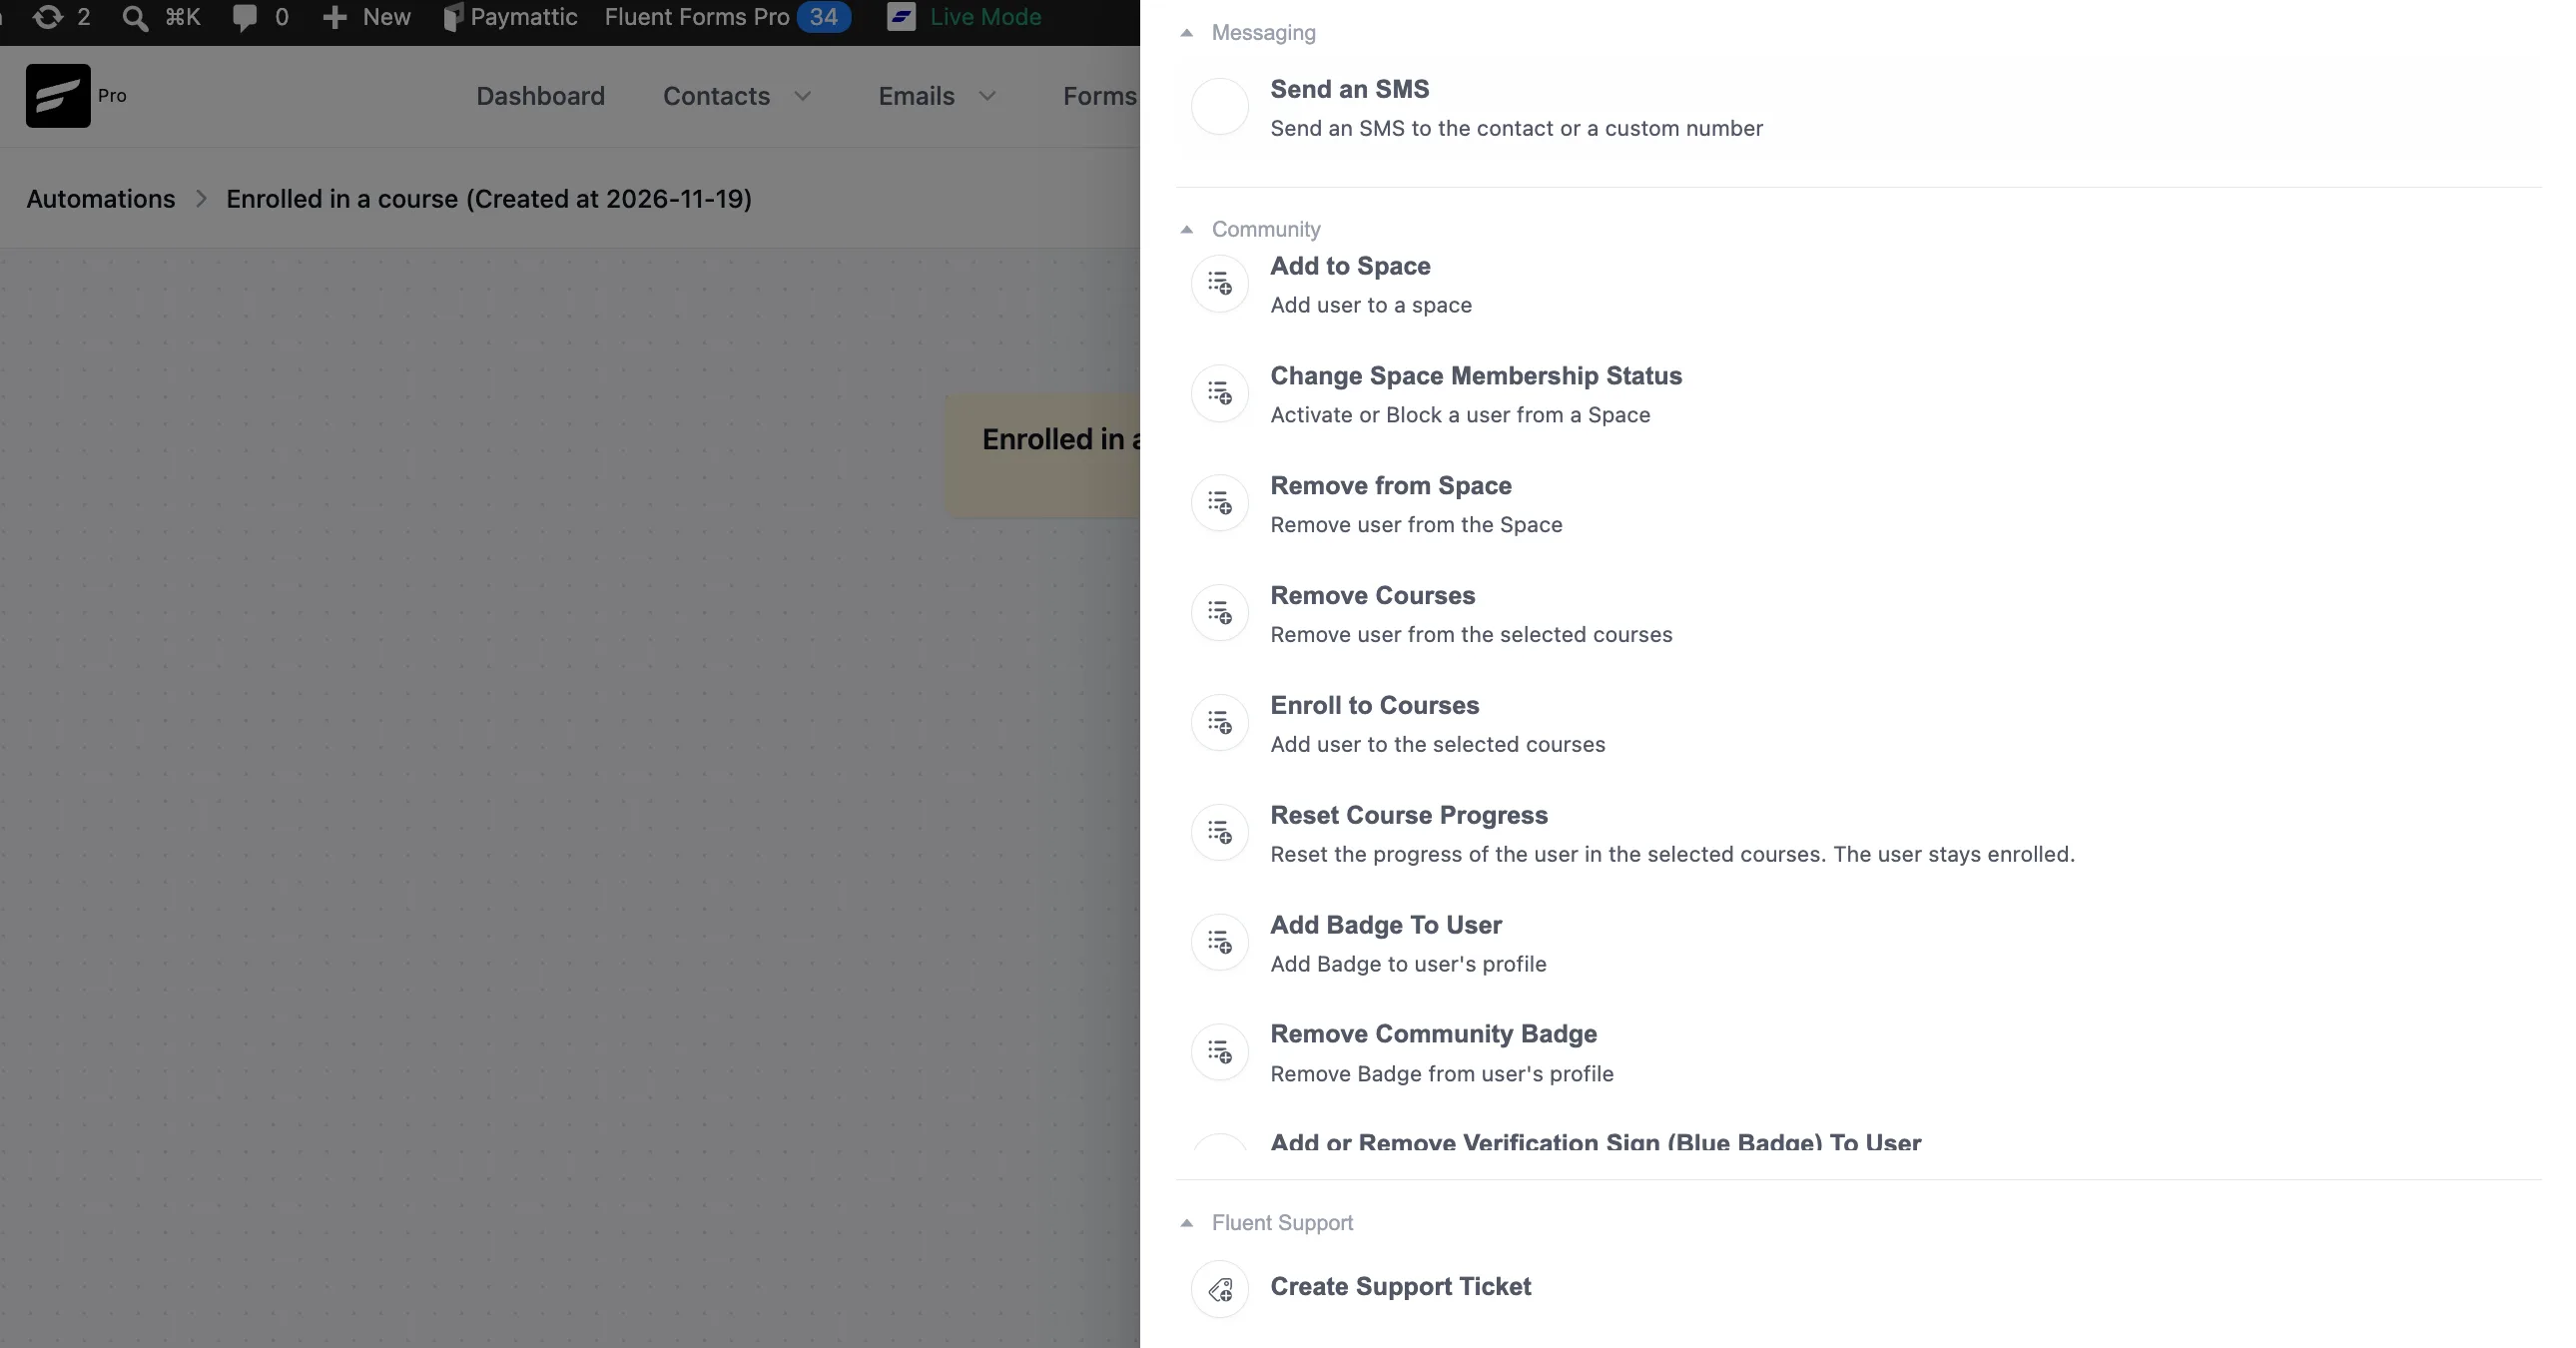 2 ⌘K 0 New Paymattic Fluent Forms Pro 34 Live Mode
Pro Dashboard Contacts Emails Forms
Automations > Enrolled in a course (Created at 2026-11-19)
Enrolled in a
Messaging
Send an SMS
Send an SMS to the contact or a custom number
Community
Add to Space
Add user to a space
Change Space Membership Status
Activate or Block a user from a Space
Remove from Space
Remove user from the Space
Remove Courses
Remove user from the selected courses
Enroll to Courses
Add user to the selected courses
Reset Course Progress
Reset the progress of the user in the selected courses. The user stays enrolled.
Add Badge To User
Add Badge to user's profile
Remove Community Badge
Remove Badge from user's profile
Add or Remove Verification Sign (Blue Badge) To User
Fluent Support
Create Support Ticket